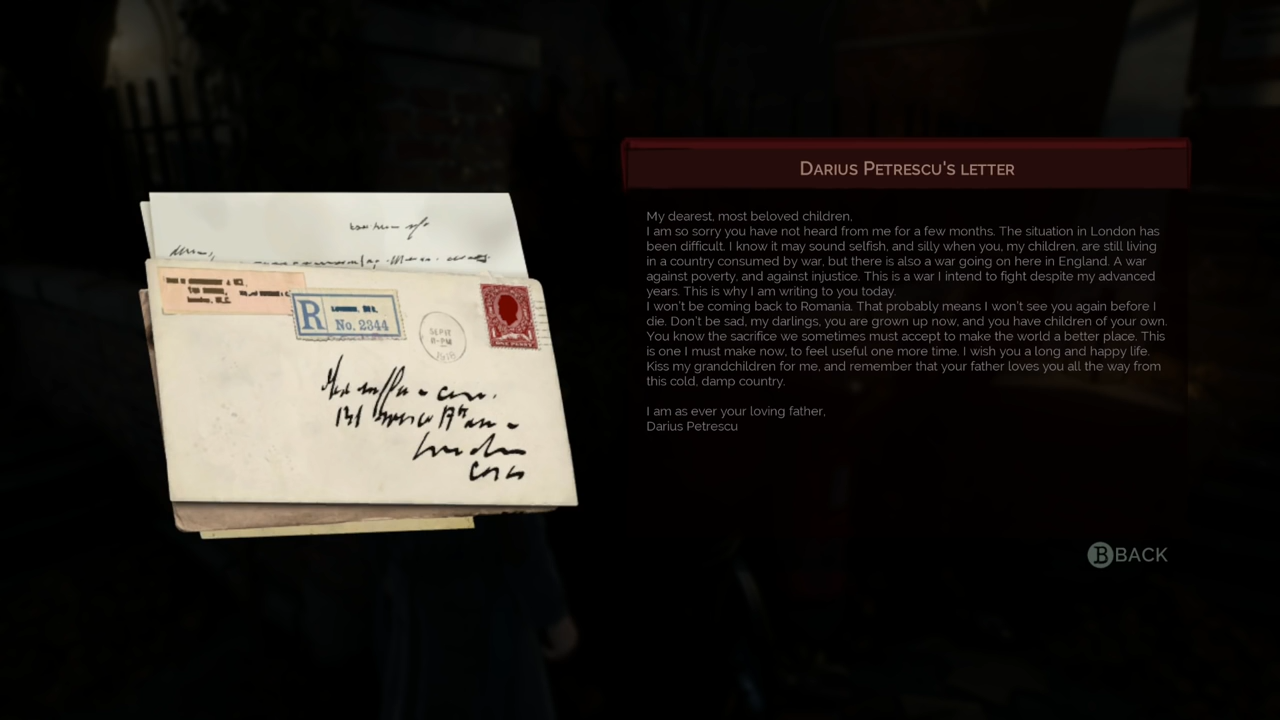 DARIUS PETRESCU'S LETTER
My dearest, most beloved children,
I am so sorry you have not heard from me for a few months. The situation in London has
been difficult. I know it may sound selfish, and silly when you, my children, are still living
in a country consumed by war, but there is also a war going on here in England. A war
against poverty, and against injustice. This is a war I intend to fight despite my advanced
years. This is why I am writing to you today.
I won't be coming back to Romania. That probably means I won't see you again before I
die. Don't be sad, my darlings, you are grown up now, and you have children of your own.
You know the sacrifice we sometimes must accept to make the world a better place. This
is one I must make now, to feel useful one more time. I wish you a long and happy life.
Kiss my grandchildren for me, and remember that your father loves you all the way from
this cold, damp country.
I am as ever your loving father,
Darius Petrescu
R
No. 2344
ONE PENNY
London
B BACK